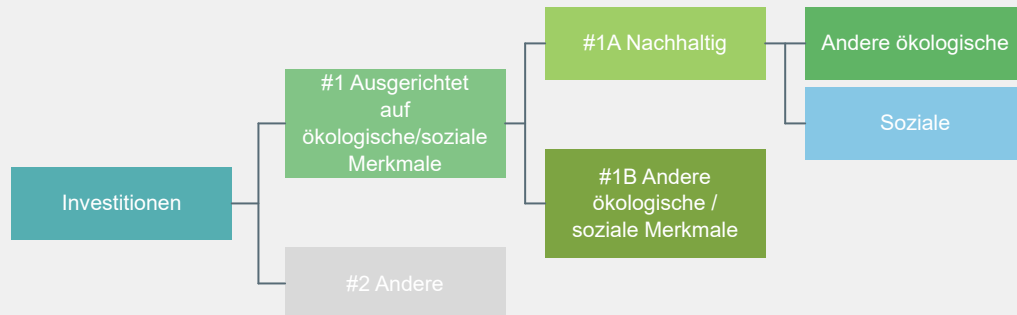 Investitionen
#1 Ausgerichtet
auf
ökologische/soziale
Merkmale
#2 Andere
#1A Nachhaltig
#1B Andere
ökologische /
soziale Merkmale
Andere ökologische
Soziale